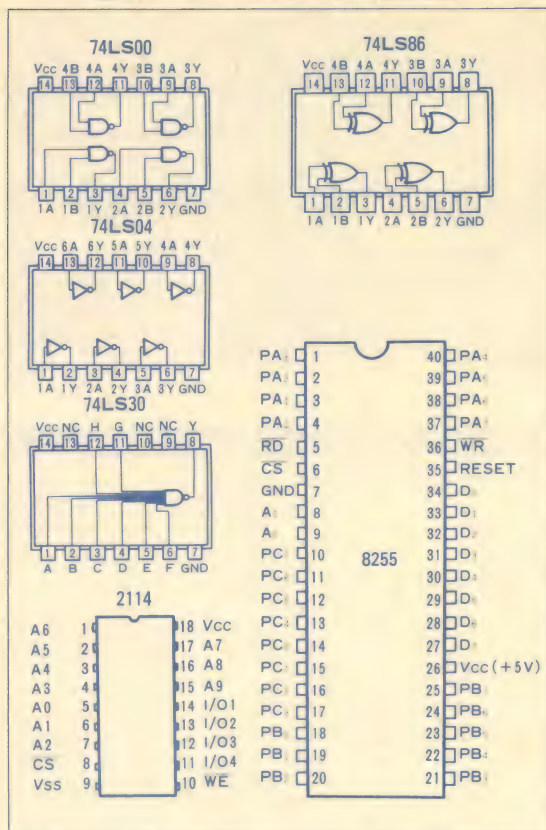 74LS00
Vcc 4B 4A 4Y 3B 3A 3Y
14 13 12 11 10 9 8
1 2 3 4 5 6 7
1A 1B 1Y 2A 2B 2Y GND
74LS86
Vcc 4B 4A 4Y 3B 3A 3Y
14 13 12 11 10 9 8
1 2 3 4 5 6 7
1A 1B 1Y 2A 2B 2Y GND
74LS04
Vcc 6A 6Y 5A 5Y 4A 4Y
14 13 12 11 10 9 8
1 2 3 4 5 6 7
1A 1Y 2A 2Y 3A 3Y GND
74LS30
Vcc NC H G NC NC Y
14 13 12 11 10 9 8
1 2 3 4 5 6 7
A B C D E F GND
2114
A6 1 18 Vcc
A5 2 17 A7
A4 3 16 A8
A3 4 15 A9
A0 5 14 I/O1
A1 6 13 I/O2
A2 7 12 I/O3
CS 8 11 I/O4
Vss 9 10 WE
8255
PA 1 40 PA
PA 2 39 PA
PA 3 38 PA
PA 4 37 PA
RD 5 36 WR
CS 6 35 RESET
GND 7 34 D
A 8 33 D
A 9 32 D
PC 10 31 D
PC 11 30 D
PC 12 29 D
PC 13 28 D
PC 14 27 D
PC 15 26 Vcc(+5V)
PC 16 25 PB
PC 17 24 PB
PB 18 23 PB
PB 19 22 PB
PB 20 21 PB